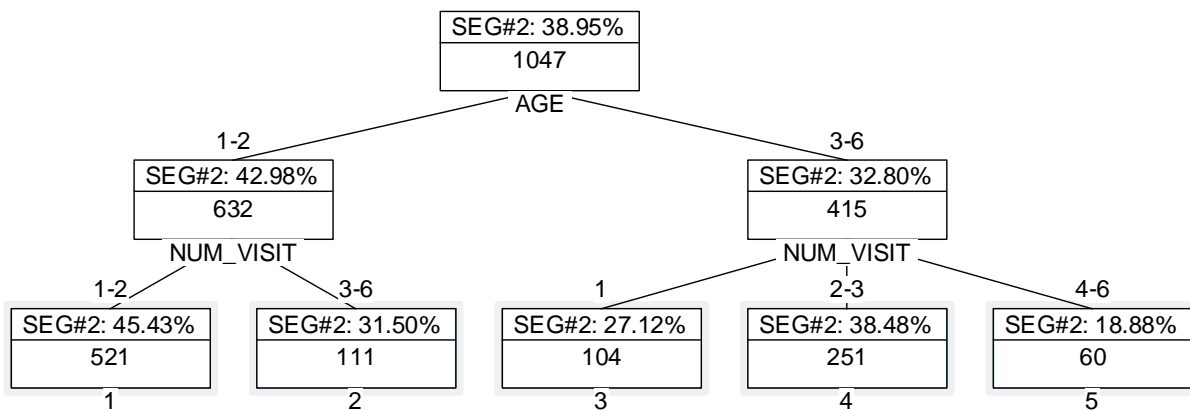 SEG#2: 38.95%
1047
AGE
1-2
3-6
SEG#2: 42.98%
632
NUM_VISIT
SEG#2: 32.80%
415
NUM_VISIT
1-2
3-6
1
2-3
4-6
SEG#2: 45.43%
521
1
SEG#2: 31.50%
111
2
SEG#2: 27.12%
104
3
SEG#2: 38.48%
251
4
SEG#2: 18.88%
60
5